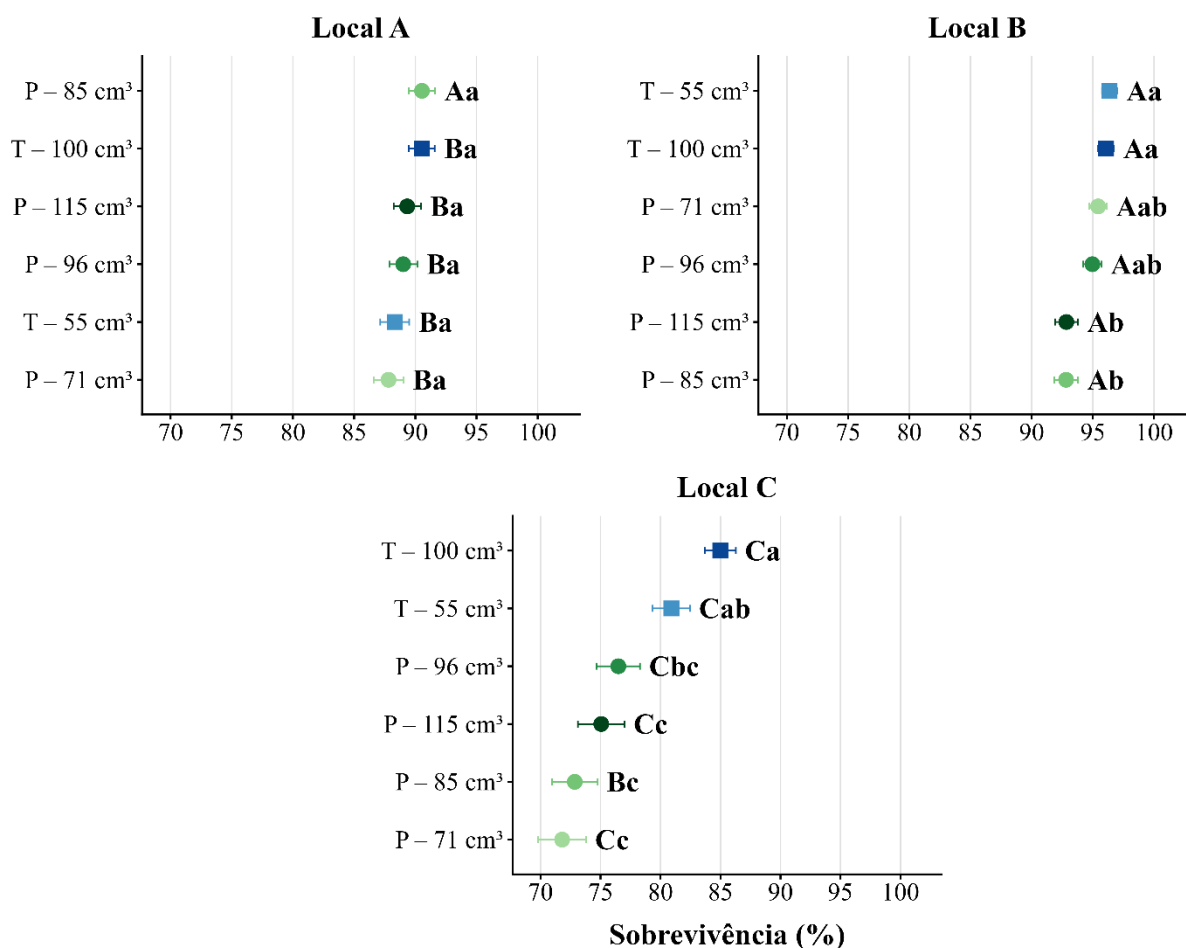 Local A
P – 85 cm³ Aa
T – 100 cm³ Ba
P – 115 cm³ Ba
P – 96 cm³ Ba
T – 55 cm³ Ba
P – 71 cm³ Ba
70 75 80 85 90 95 100
Local B
T – 55 cm³ Aa
T – 100 cm³ Aa
P – 71 cm³ Aab
P – 96 cm³ Aab
P – 115 cm³ Ab
P – 85 cm³ Ab
70 75 80 85 90 95 100
Local C
T – 100 cm³ Ca
T – 55 cm³ Cab
P – 96 cm³ Cbc
P – 115 cm³ Cc
P – 85 cm³ Bc
P – 71 cm³ Cc
70 75 80 85 90 95 100
Sobrevivência (%)